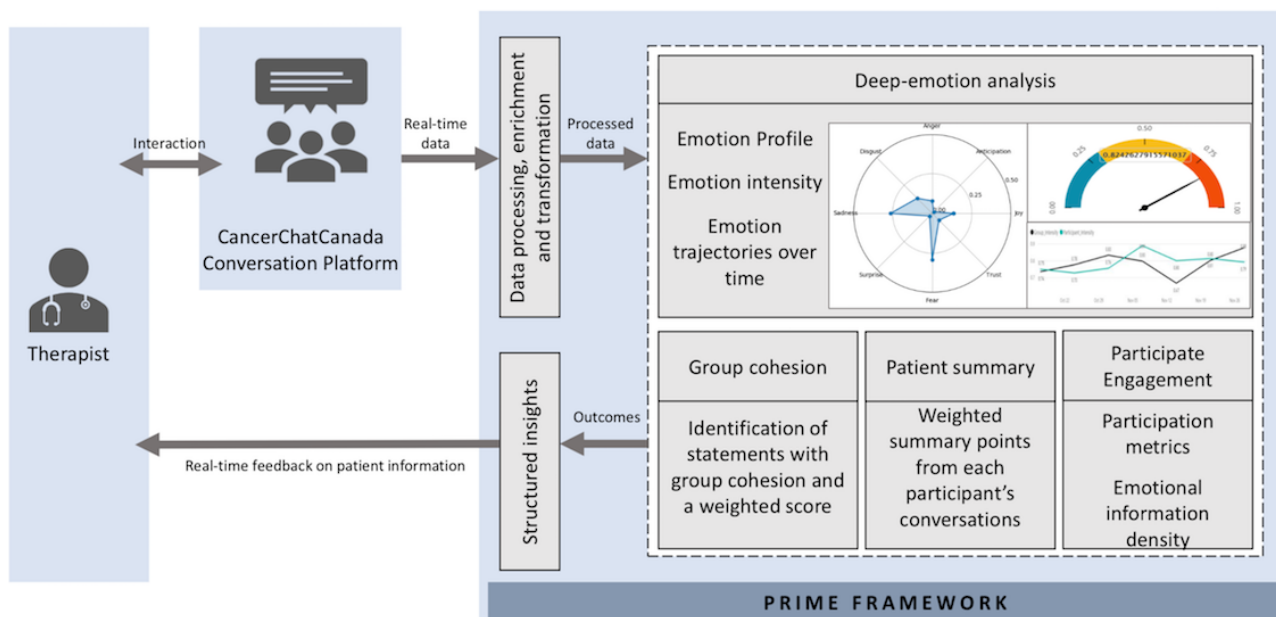 Interaction
CancerChatCanada
Conversation Platform
Therapist
Real-time
data
Data processing, enrichment
and transformation
Processed
data
Deep-emotion analysis
Emotion Profile
Emotion intensity
Emotion
trajectories over
time
Anger
Anticipation
Joy
Trust
Fear
Surprise
Sadness
Disgust
0.00
0.25
0.50
0.00
0.25
0.50
0.75
1.00
Group cohesion
Identification of
statements with
group cohesion and
a weighted score
Patient summary
Weighted
summary points
from each
participant's
conversations
Participate
Engagement
Participation
metrics
Emotional
information
density
Outcomes
Structured insights
Real-time feedback on patient information
PRIME FRAMEWORK